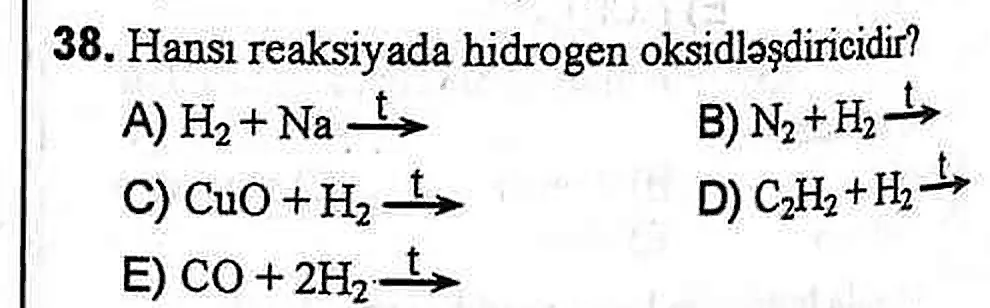 38. Hansı reaksiyada hidrogen oksidləşdiricidir?
A) H₂ + Na →ᵗ B) N₂ + H₂ →ᵗ
C) CuO + H₂ →ᵗ D) C₂H₂ + H₂ →ᵗ
E) CO + 2H₂ →ᵗ